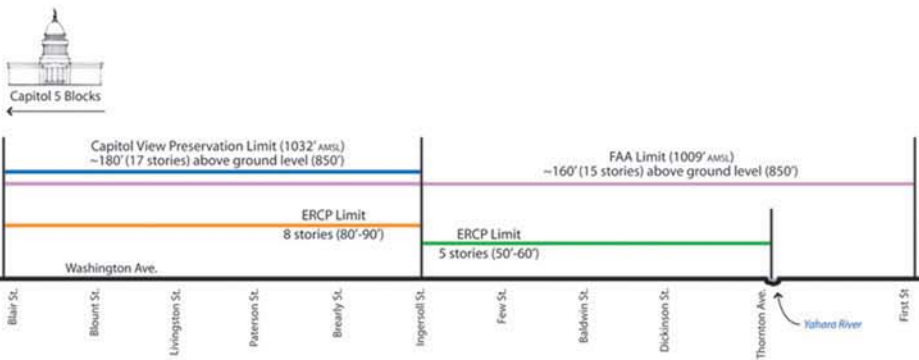 Capitol 5 Blocks
Capitol View Preservation Limit (1032' AMSL)
~180' (17 stories) above ground level (850')
FAA Limit (1009' AMSL)
~160' (15 stories) above ground level (850')
ERCP Limit
8 stories (80'-90')
ERCP Limit
5 stories (50'-60')
Washington Ave.
Blair St.
Blount St.
Livingston St.
Paterson St.
Brearly St.
Ingersoll St.
Few St.
Baldwin St.
Dickinson St.
Thornton Ave.
First St
Yahara River